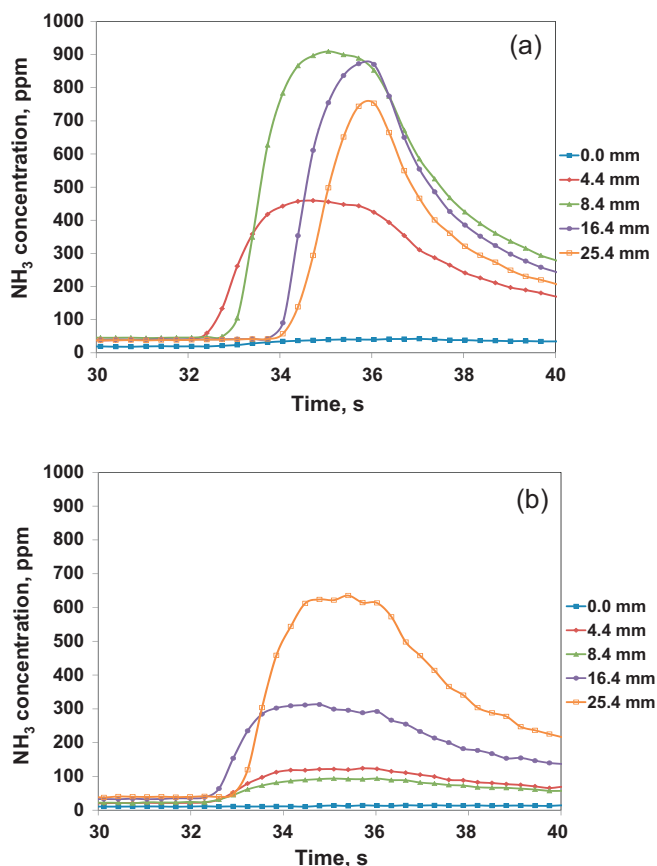 (a)
NH3 concentration, ppm
1000
900
800
700
600
500
400
300
200
100
0
30 32 34 36 38 40
Time, s
0.0 mm
4.4 mm
8.4 mm
16.4 mm
25.4 mm
(b)
NH3 concentration, ppm
1000
900
800
700
600
500
400
300
200
100
0
30 32 34 36 38 40
Time, s
0.0 mm
4.4 mm
8.4 mm
16.4 mm
25.4 mm